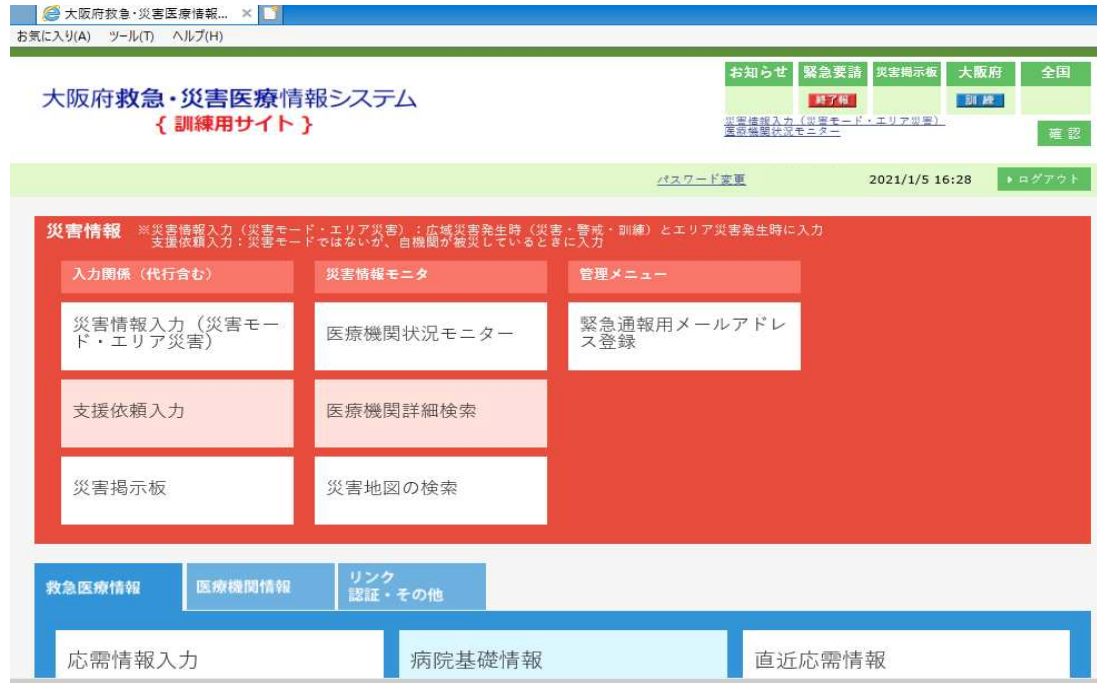 大阪府救急・災害医療情報...
お気に入り(A) ツール(T) ヘルプ(H)
大阪府救急・災害医療情報システム
{ 訓練用サイト }
お知らせ 緊急要請 災害掲示板 大阪府 全国
終了報 訓練
災害情報入力（災害モード・エリア災害）
医療機関状況モニター
確認
パスワード変更 2021/1/5 16:28 ログアウト
災害情報 ※災害情報入力（災害モード・エリア災害）：広域災害発生時（災害・警戒・訓練）とエリア災害発生時に入力
支援依頼入力：災害モードではないが、自機関が被災しているときに入力
入力関係（代行含む） 災害情報モニタ 管理メニュー
災害情報入力（災害モー
ド・エリア災害）
医療機関状況モニター
緊急通報用メールアドレ
ス登録
支援依頼入力 医療機関詳細検索
災害掲示板 災害地図の検索
救急医療情報 医療機関情報 リンク
認証・その他
応需情報入力 病院基礎情報 直近応需情報